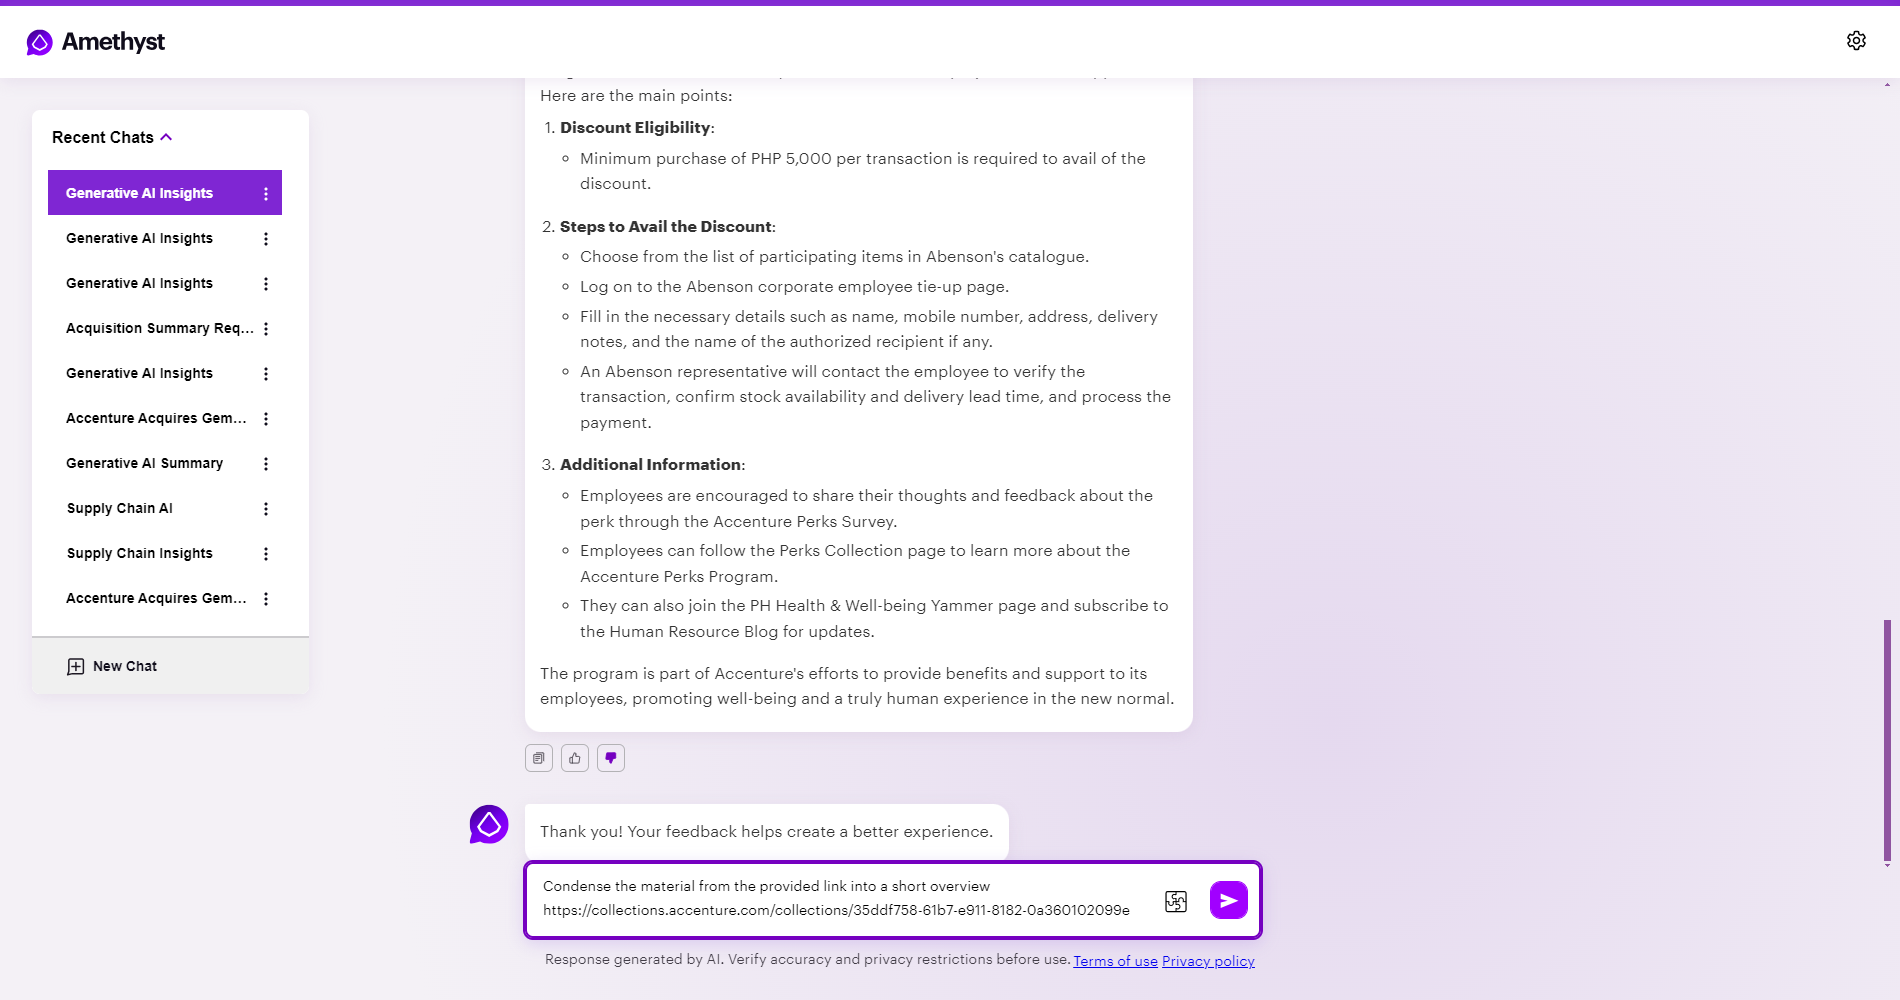 Amethyst
Recent Chats
Generative AI Insights
Generative AI Insights
Generative AI Insights
Acquisition Summary Req...
Generative AI Insights
Accenture Acquires Gem...
Generative AI Summary
Supply Chain AI
Supply Chain Insights
Accenture Acquires Gem...
New Chat
Here are the main points:
1. Discount Eligibility:
Minimum purchase of PHP 5,000 per transaction is required to avail of the
discount.
2. Steps to Avail the Discount:
Choose from the list of participating items in Abenson's catalogue.
Log on to the Abenson corporate employee tie-up page.
Fill in the necessary details such as name, mobile number, address, delivery
notes, and the name of the authorized recipient if any.
An Abenson representative will contact the employee to verify the
transaction, confirm stock availability and delivery lead time, and process the
payment.
3. Additional Information:
Employees are encouraged to share their thoughts and feedback about the
perk through the Accenture Perks Survey.
Employees can follow the Perks Collection page to learn more about the
Accenture Perks Program.
They can also join the PH Health & Well-being Yammer page and subscribe to
the Human Resource Blog for updates.
The program is part of Accenture's efforts to provide benefits and support to its
employees, promoting well-being and a truly human experience in the new normal.
Thank you! Your feedback helps create a better experience.
Condense the material from the provided link into a short overview
https://collections.accenture.com/collections/35ddf758-61b7-e911-8182-0a360102099e
Response generated by AI. Verify accuracy and privacy restrictions before use. Terms of use Privacy policy